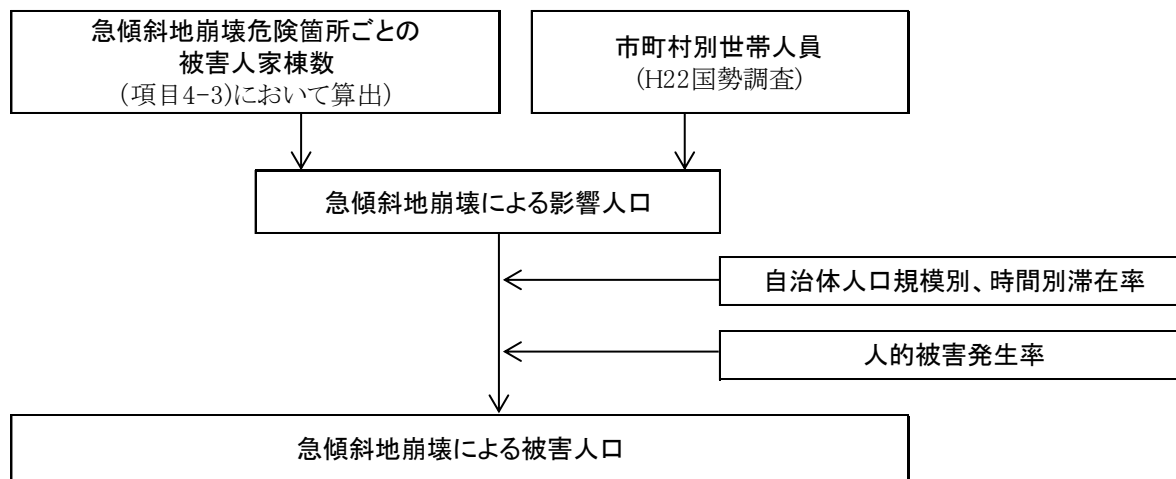 急傾斜地崩壊危険箇所ごとの
被害人家棟数
(項目4-3)において算出)
市町村別世帯人員
(H22国勢調査)
急傾斜地崩壊による影響人口
自治体人口規模別、時間別滞在率
人的被害発生率
急傾斜地崩壊による被害人口